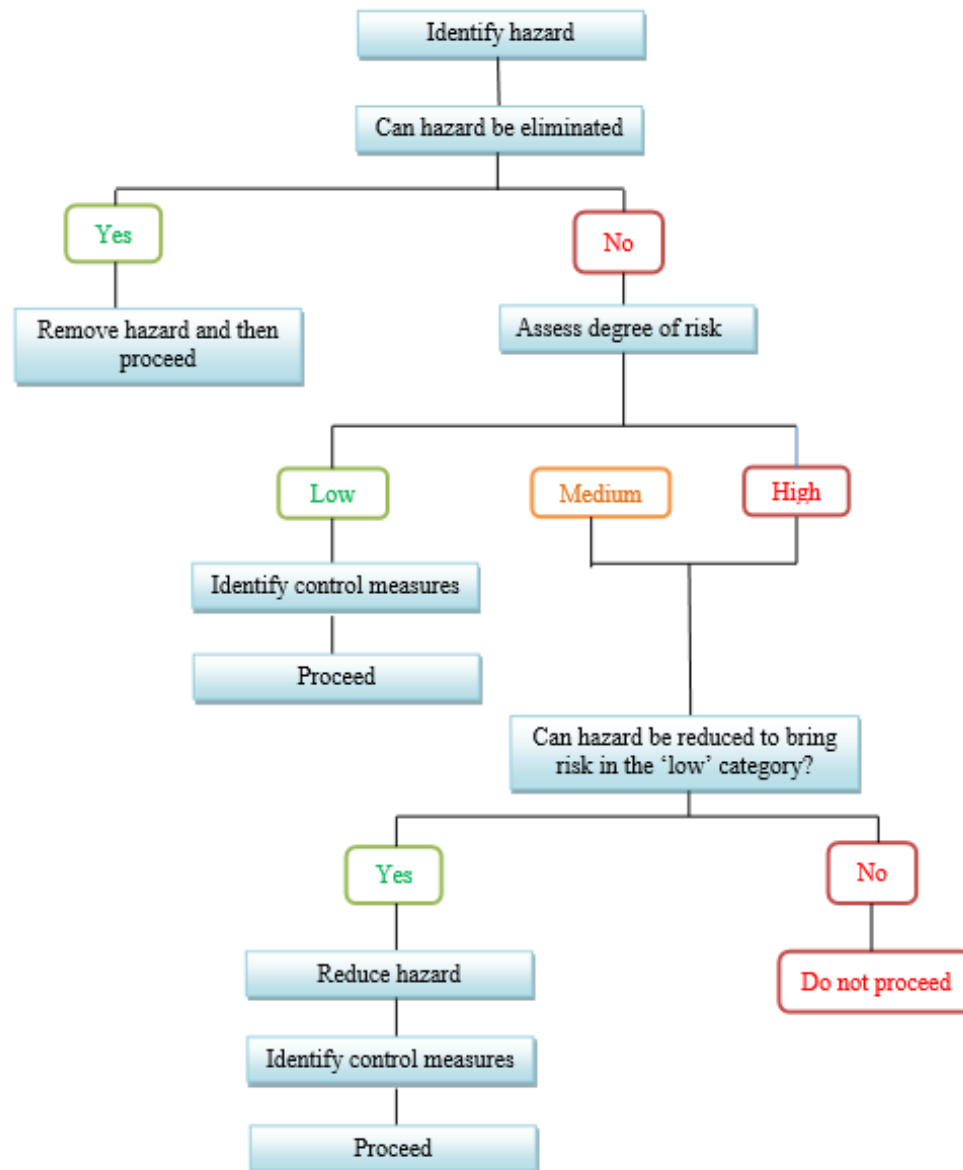 Identify hazard
Can hazard be eliminated
Yes
No
Remove hazard and then
proceed
Assess degree of risk
Low
Medium
High
Identify control measures
Proceed
Can hazard be reduced to bring
risk in the ‘low’ category?
Yes
No
Reduce hazard
Do not proceed
Identify control measures
Proceed